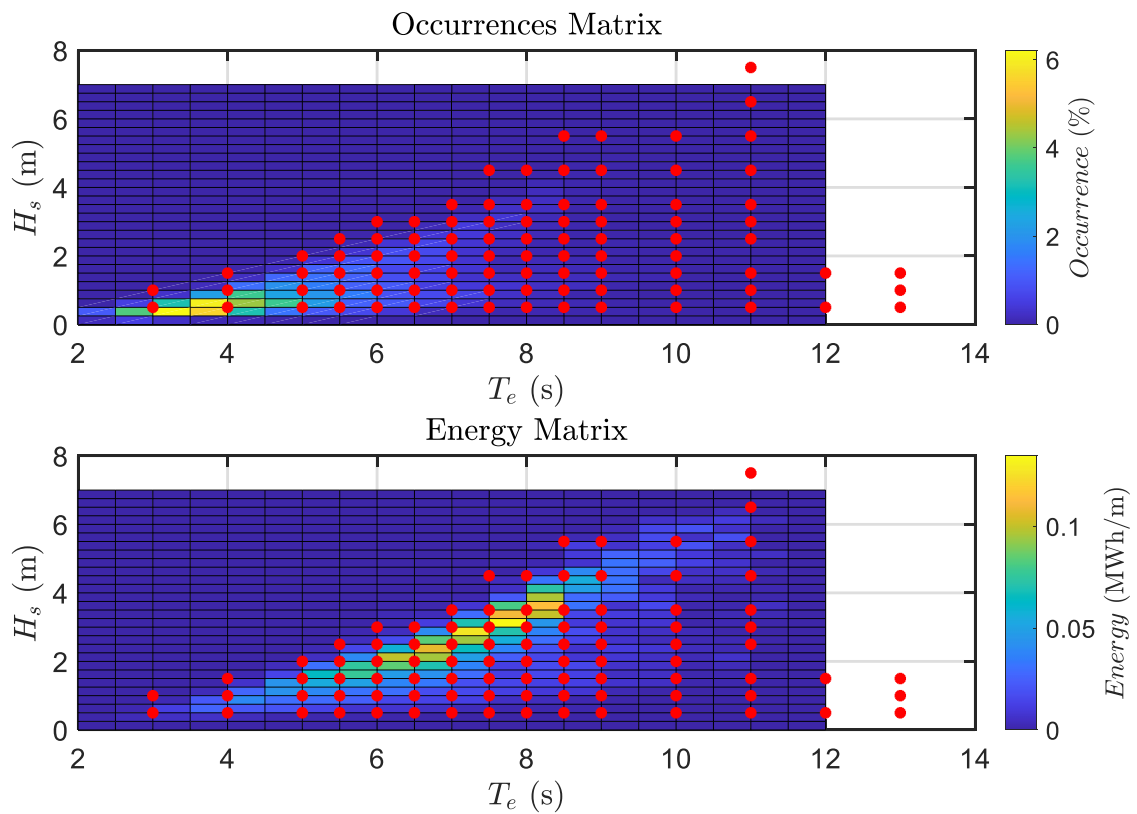 Occurrences Matrix
8
6
4
2
0
H_s (m)
2 4 6 8 10 12 14
T_e (s)
6
4
2
0
Occurrence (%)
Energy Matrix
8
6
4
2
0
H_s (m)
2 4 6 8 10 12 14
T_e (s)
0.1
0.05
0
Energy (MWh/m)